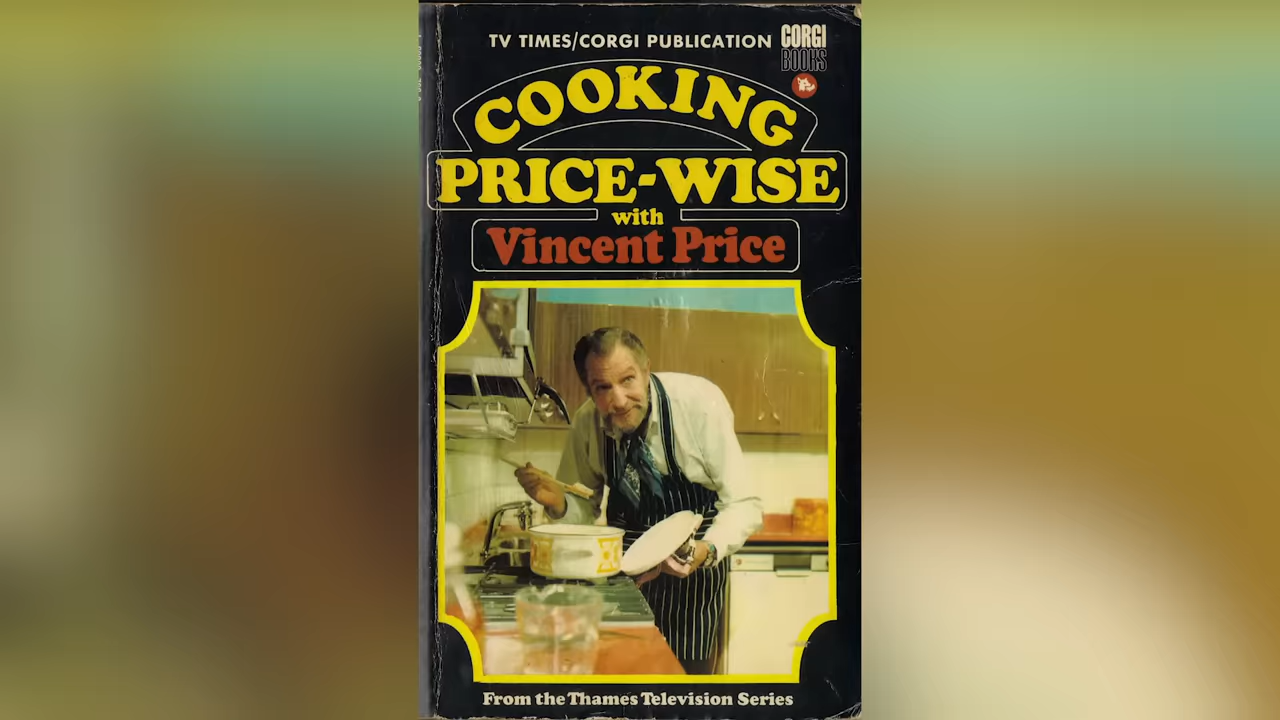 TV TIMES/CORGI PUBLICATION
CORGI
BOOKS
COOKING
PRICE-WISE
with
Vincent Price
From the Thames Television Series